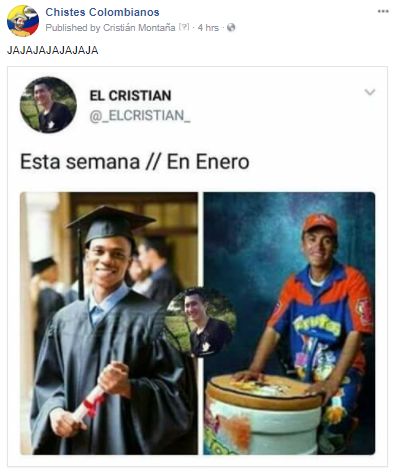 Chistes Colombianos
Published by Cristián Montaña [?] · 4 hrs ·
JAJAJAJAJAJAJA
EL CRISTIAN
@_ELCRISTIAN_
Esta semana // En Enero